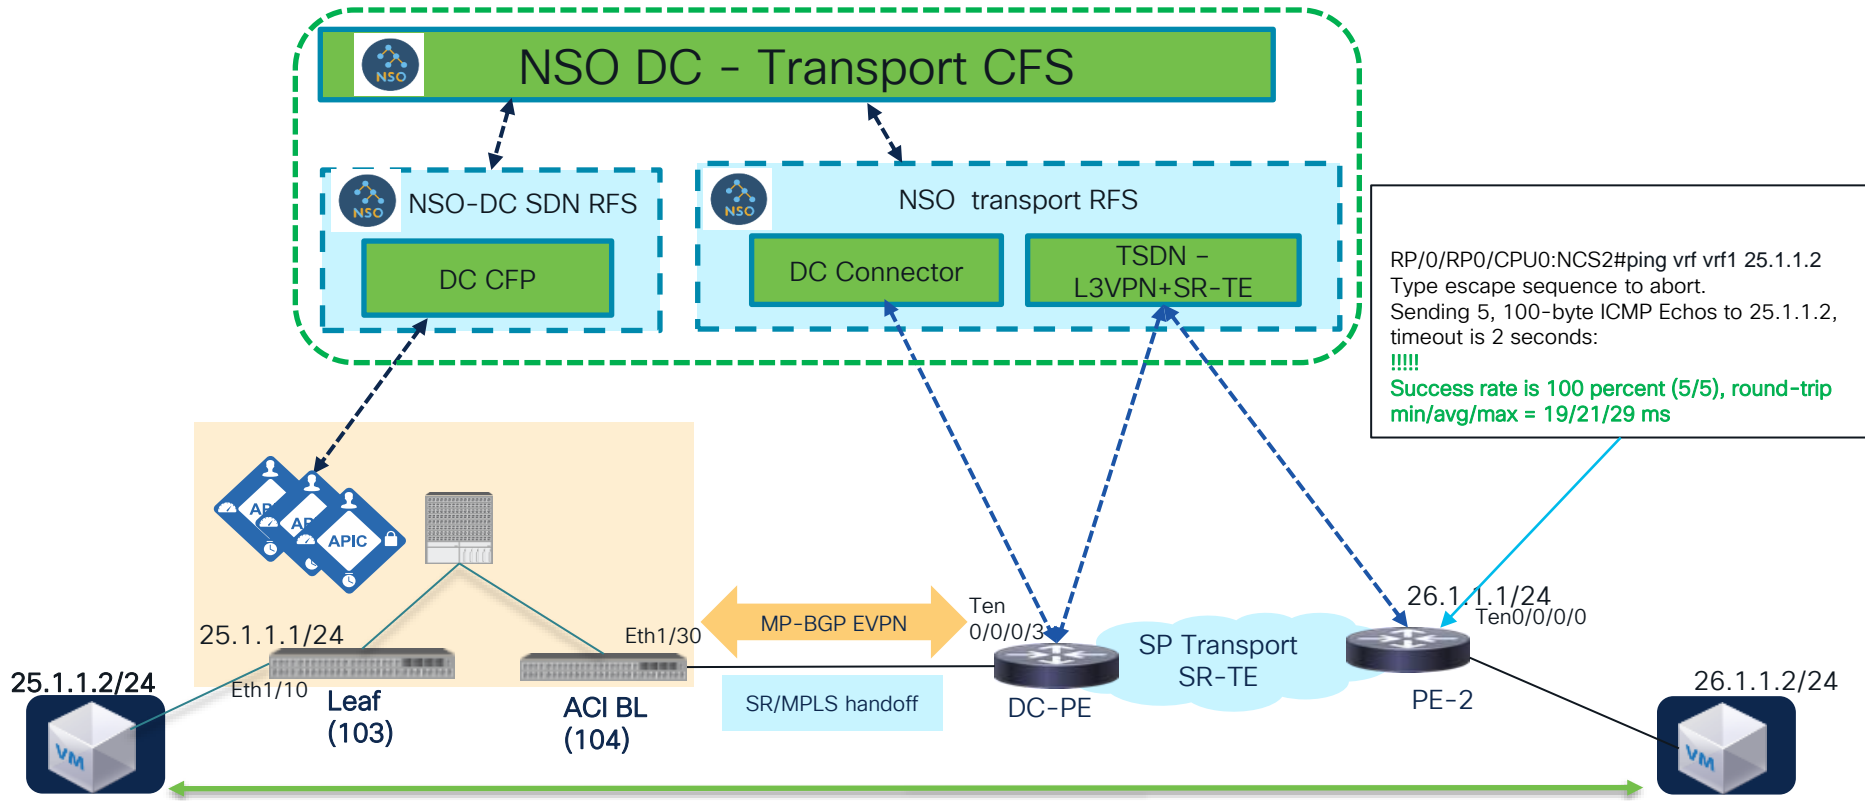 NSO DC - Transport CFS
NSO
NSO
NSO-DC SDN RFS
DC CFP
NSO
NSO transport RFS
DC Connector
TSDN –
L3VPN+SR-TE
RP/0/RP0/CPU0:NCS2#ping vrf vrf1 25.1.1.2
Type escape sequence to abort.
Sending 5, 100-byte ICMP Echos to 25.1.1.2,
timeout is 2 seconds:
!!!!!
Success rate is 100 percent (5/5), round-trip
min/avg/max = 19/21/29 ms
AP
AP
APIC
25.1.1.1/24
Eth1/10
Leaf
(103)
25.1.1.2/24
VM
Eth1/30
ACI BL
(104)
MP-BGP EVPN
SR/MPLS handoff
Ten
0/0/0/3
DC-PE
SP Transport
SR-TE
26.1.1.1/24
Ten0/0/0/0
PE-2
26.1.1.2/24
VM